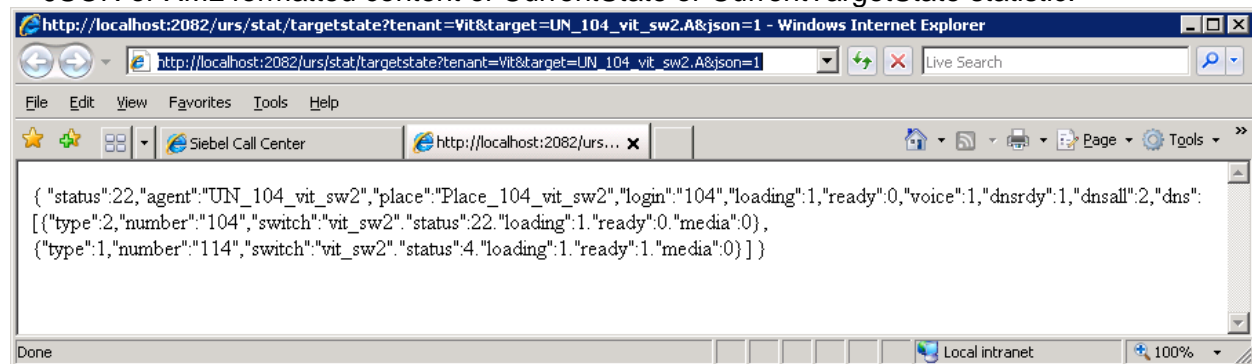 JSON or XML formatted content of CurrentState or CurrentTargetState statistic.
http://localhost:2082/urs/stat/targetstate?tenant=Vit&target=UN_104_vit_sw2.A&json=1 - Windows Internet Explorer
http://localhost:2082/urs/stat/targetstate?tenant=Vit&target=UN_104_vit_sw2.A&json=1
Live Search
File Edit View Favorites Tools Help
Siebel Call Center http://localhost:2082/urs... Page Tools
{ "status":22,"agent":"UN_104_vit_sw2","place":"Place_104_vit_sw2","login":"104","loading":1,"ready":0,"voice":1,"dnsrdy":1,"dnsall":2,"dns":
[{"type":2,"number":"104","switch":"vit_sw2"."status":22."loading":1."ready":0."media":0},
{"type":1,"number":"114","switch":"vit_sw2"."status":4."loading":1."ready":1."media":0}] }
Done Local intranet 100%